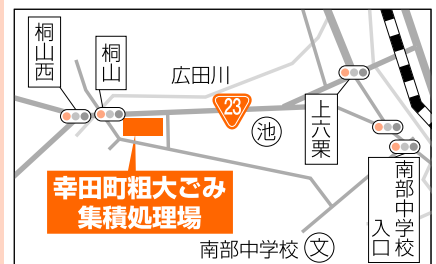 桐山西
桐山
広田川
23
池
上六栗
幸田町粗大ごみ
集積処理場
南部中学校
入口
南部中学校
文